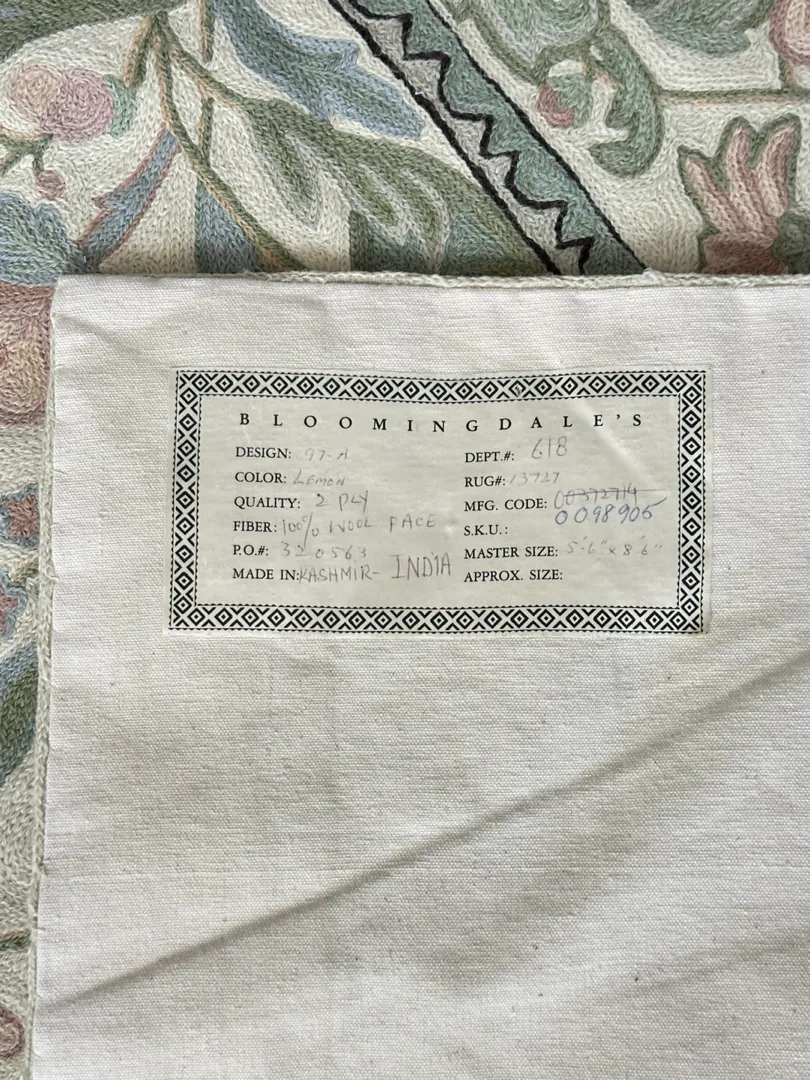 BLOOMINGDALE'S
DESIGN: 97-A
COLOR: LEMON
QUALITY: 2 PLY
FIBER: 100% WOOL FACE
P.O.#: 320563
MADE IN: KASHMIR- INDIA
DEPT.#: 618
RUG#: 13727
MFG. CODE:
0098905
S.K.U.:
MASTER SIZE: 5'6" x 8'6"
APPROX. SIZE: